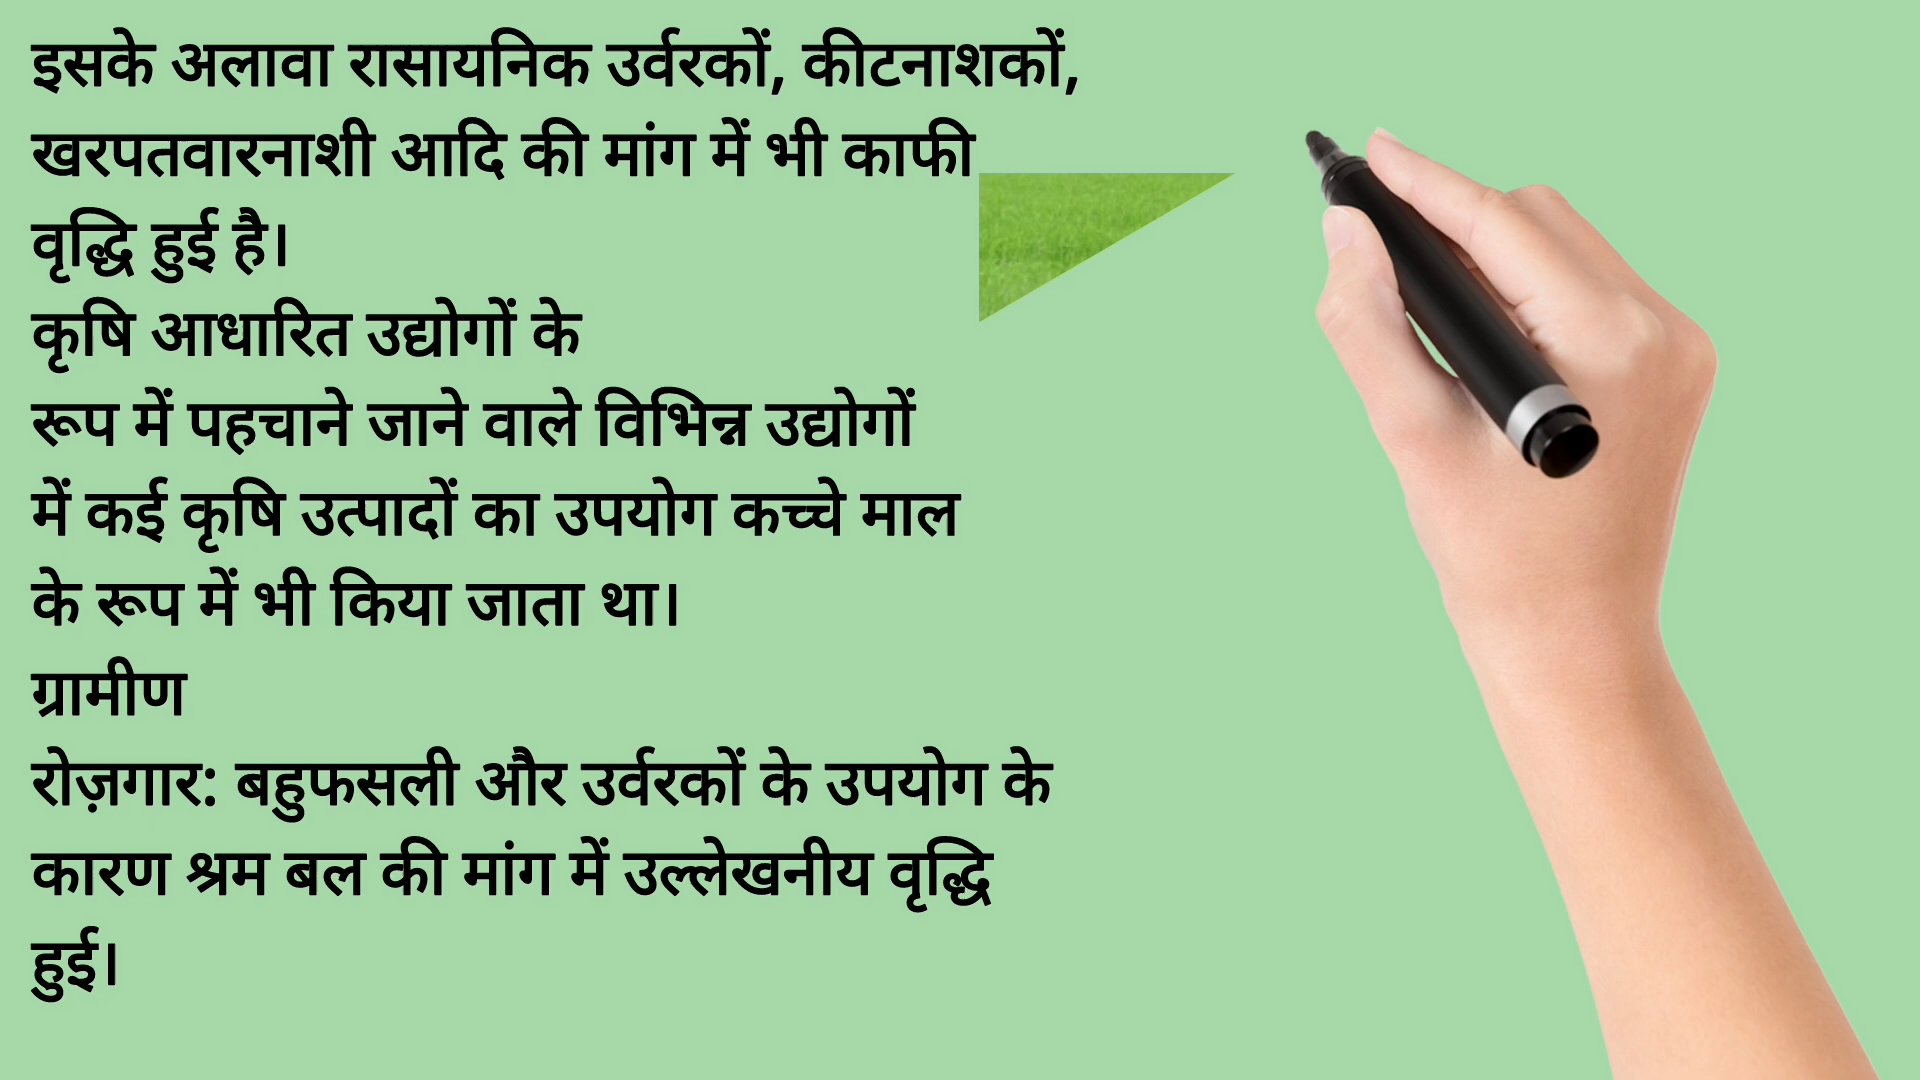 इसके अलावा रासायनिक उर्वरकों, कीटनाशकों,
खरपतवारनाशी आदि की मांग में भी काफी
वृद्धि हुई है।
कृषि आधारित उद्योगों के
रूप में पहचाने जाने वाले विभिन्न उद्योगों
में कई कृषि उत्पादों का उपयोग कच्चे माल
के रूप में भी किया जाता था।
ग्रामीण
रोज़गार: बहुफसली और उर्वरकों के उपयोग के
कारण श्रम बल की मांग में उल्लेखनीय वृद्धि
हुई।